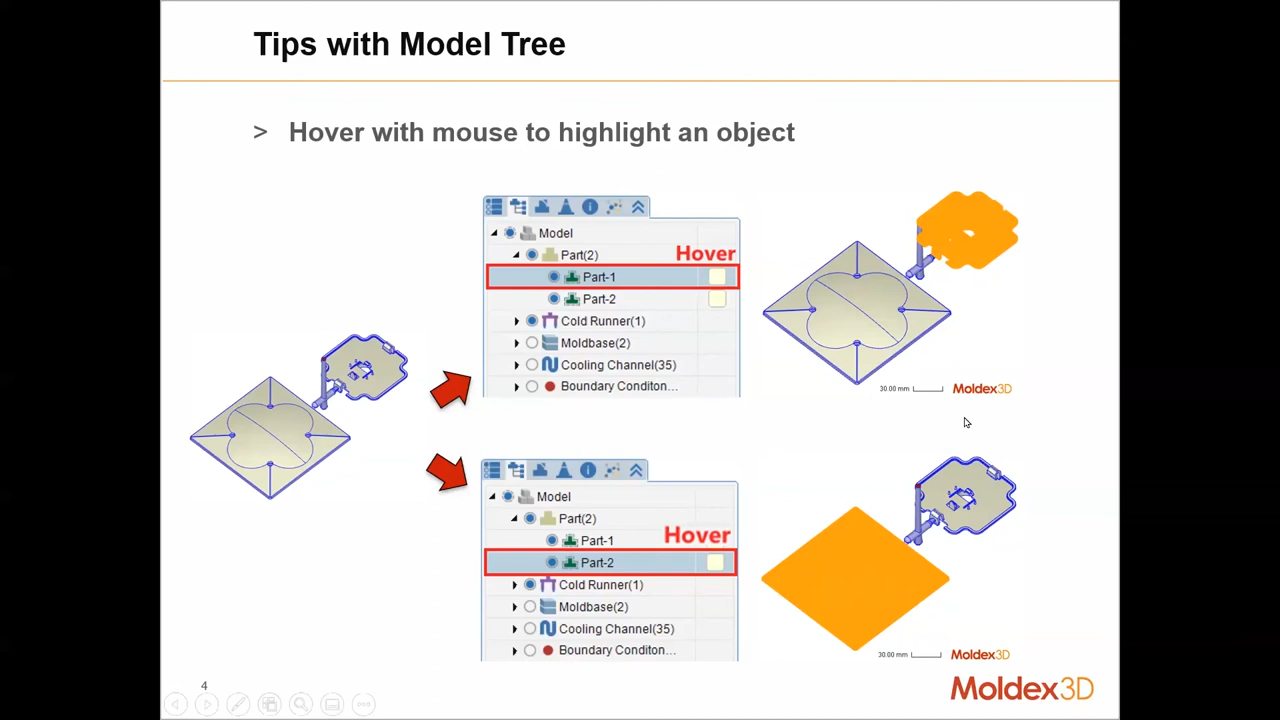 Tips with Model Tree
> Hover with mouse to highlight an object
Model
Part(2)
Hover
Part-1
Part-2
Cold Runner(1)
Moldbase(2)
Cooling Channel(35)
Boundary Conditon...
30.00 mm
Moldex3D
Model
Part(2)
Part-1
Hover
Part-2
Cold Runner(1)
Moldbase(2)
Cooling Channel(35)
Boundary Conditon...
30.00 mm
Moldex3D
4
Moldex3D